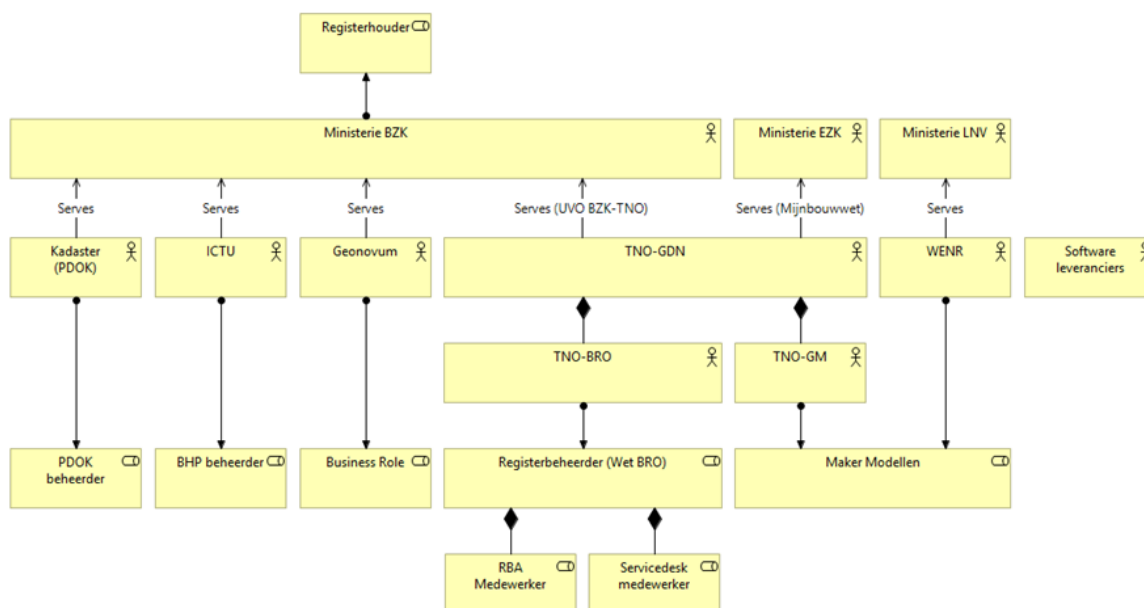 Registerhouder
Ministerie BZK
Ministerie EZK
Ministerie LNV
Serves
Serves
Serves
Serves (UVO BZK-TNO)
Serves (Mijnbouwwet)
Serves
Kadaster
(PDOK)
ICTU
Geonovum
TNO-GDN
WENR
Software
leveranciers
TNO-BRO
TNO-GM
PDOK
beheerder
BHP beheerder
Business Role
Registerbeheerder (Wet BRO)
Maker Modellen
RBA
Medewerker
Servicedesk
medewerker